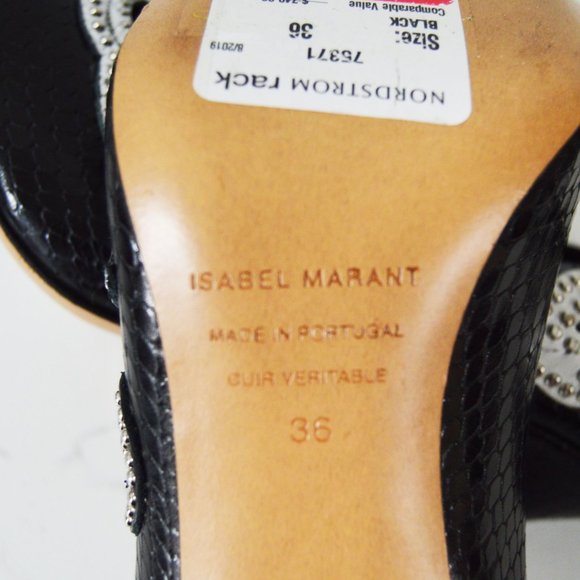 NORDSTROM rack
75371 8/2019
Size: 36
BLACK
Comparable Value
ISABEL MARANT
MADE IN PORTUGAL
CUIR VERITABLE
36